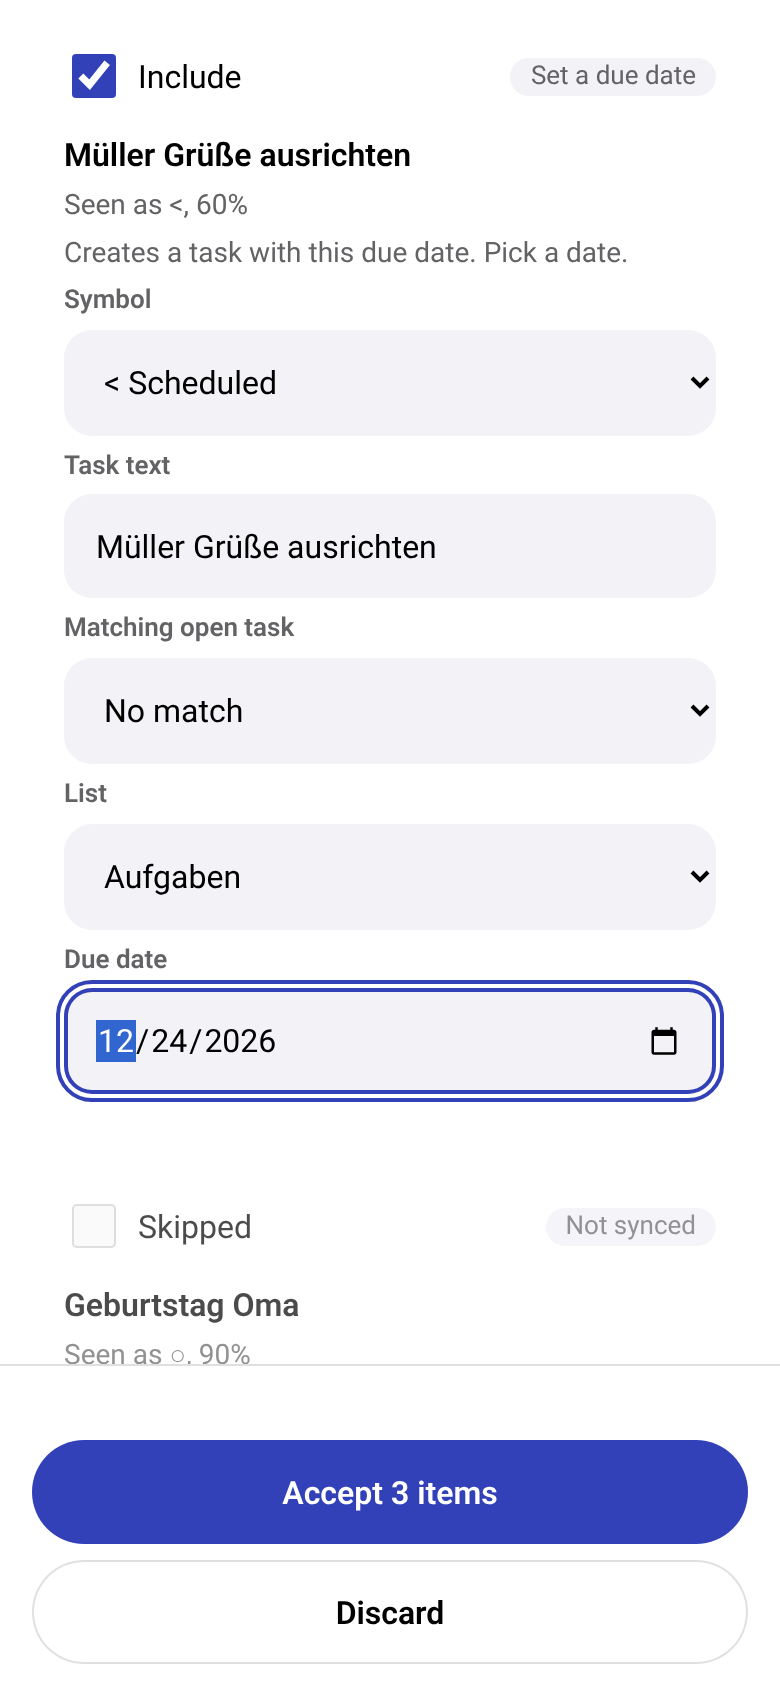 Include
Set a due date
Müller Grüße ausrichten
Seen as <, 60%
Creates a task with this due date. Pick a date.
Symbol
< Scheduled
Task text
Müller Grüße ausrichten
Matching open task
No match
List
Aufgaben
Due date
12/24/2026
Skipped
Not synced
Geburtstag Oma
Seen as ○, 90%
Accept 3 items
Discard